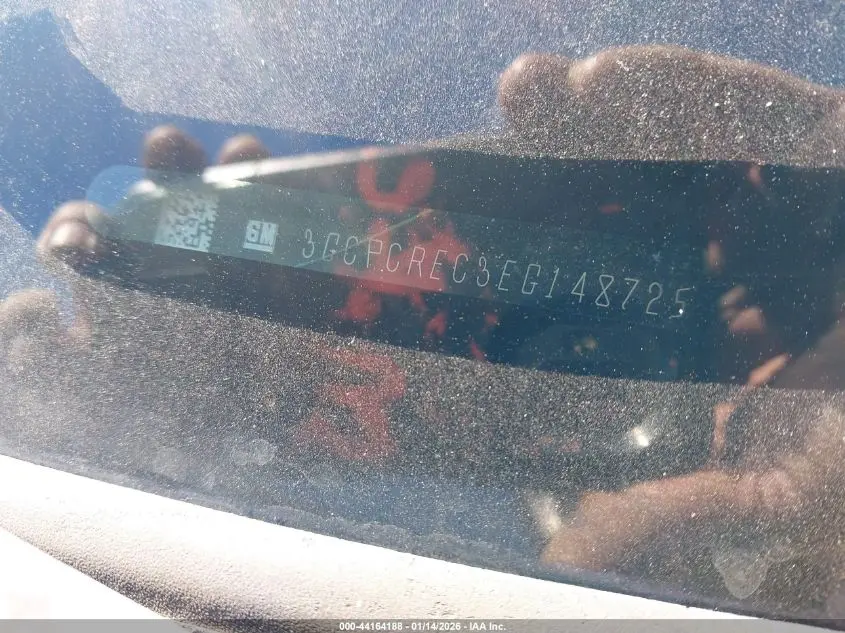 GM 3GCPCREC3EG148725
000-44164188 - 01/14/2026 - IAA Inc.